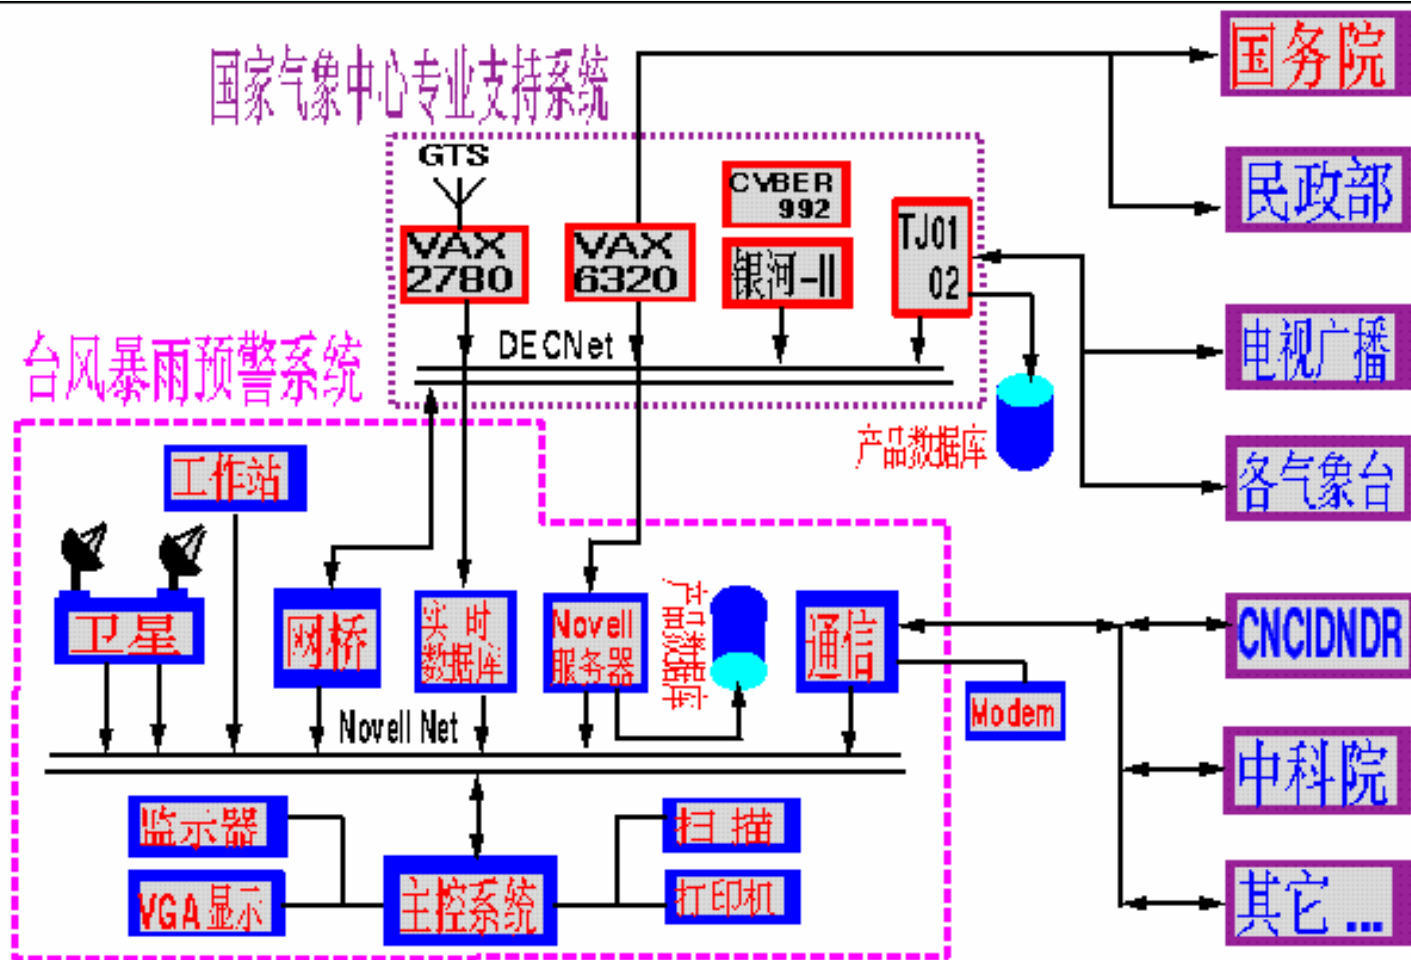 国家气象中心专业支持系统
国务院
GTS
CYBER
992
民政部
VAX
2780
VAX
6320
银河-II
TJ01
02
DECNet
台风暴雨预警系统
电视广播
产品数据库
各气象台
工作站
卫星
网桥
实时
数据库
Novell
服务器
产品数据库
通信
CNCIDNDR
Modem
Novell Net
中科院
监示器
扫描
VGA显示
主控系统
打印机
其它...